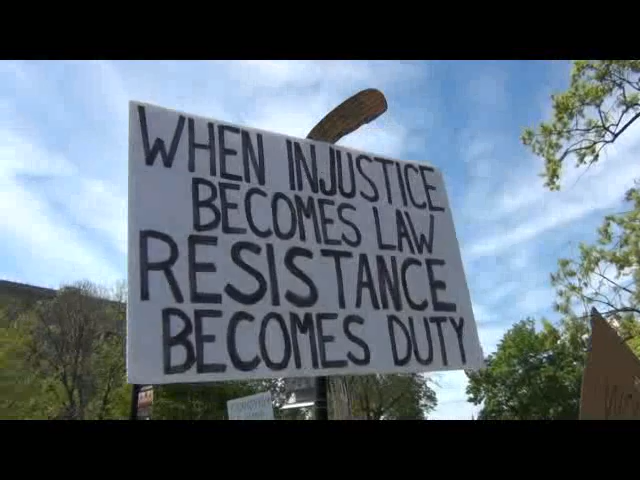 WHEN INJUSTICE
BECOMES LAW
RESISTANCE
BECOMES DUTY